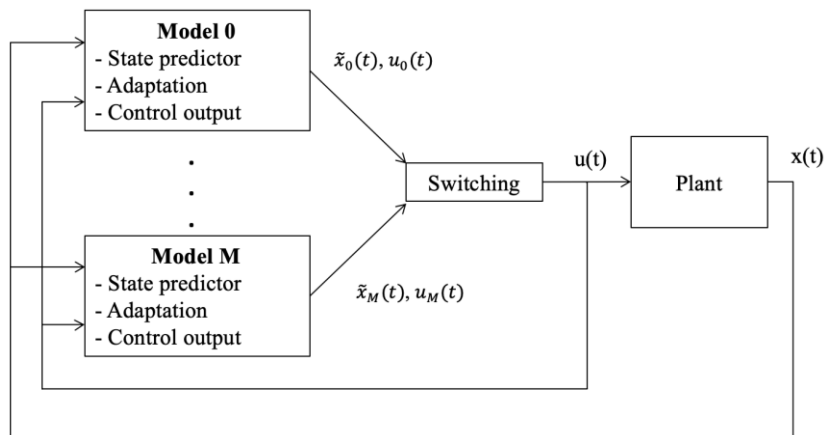 Model 0
- State predictor
- Adaptation
- Control output
x̃₀(t), u₀(t)
.
.
.
Switching
u(t)
Plant
x(t)
Model M
- State predictor
- Adaptation
- Control output
x̃_M(t), u_M(t)